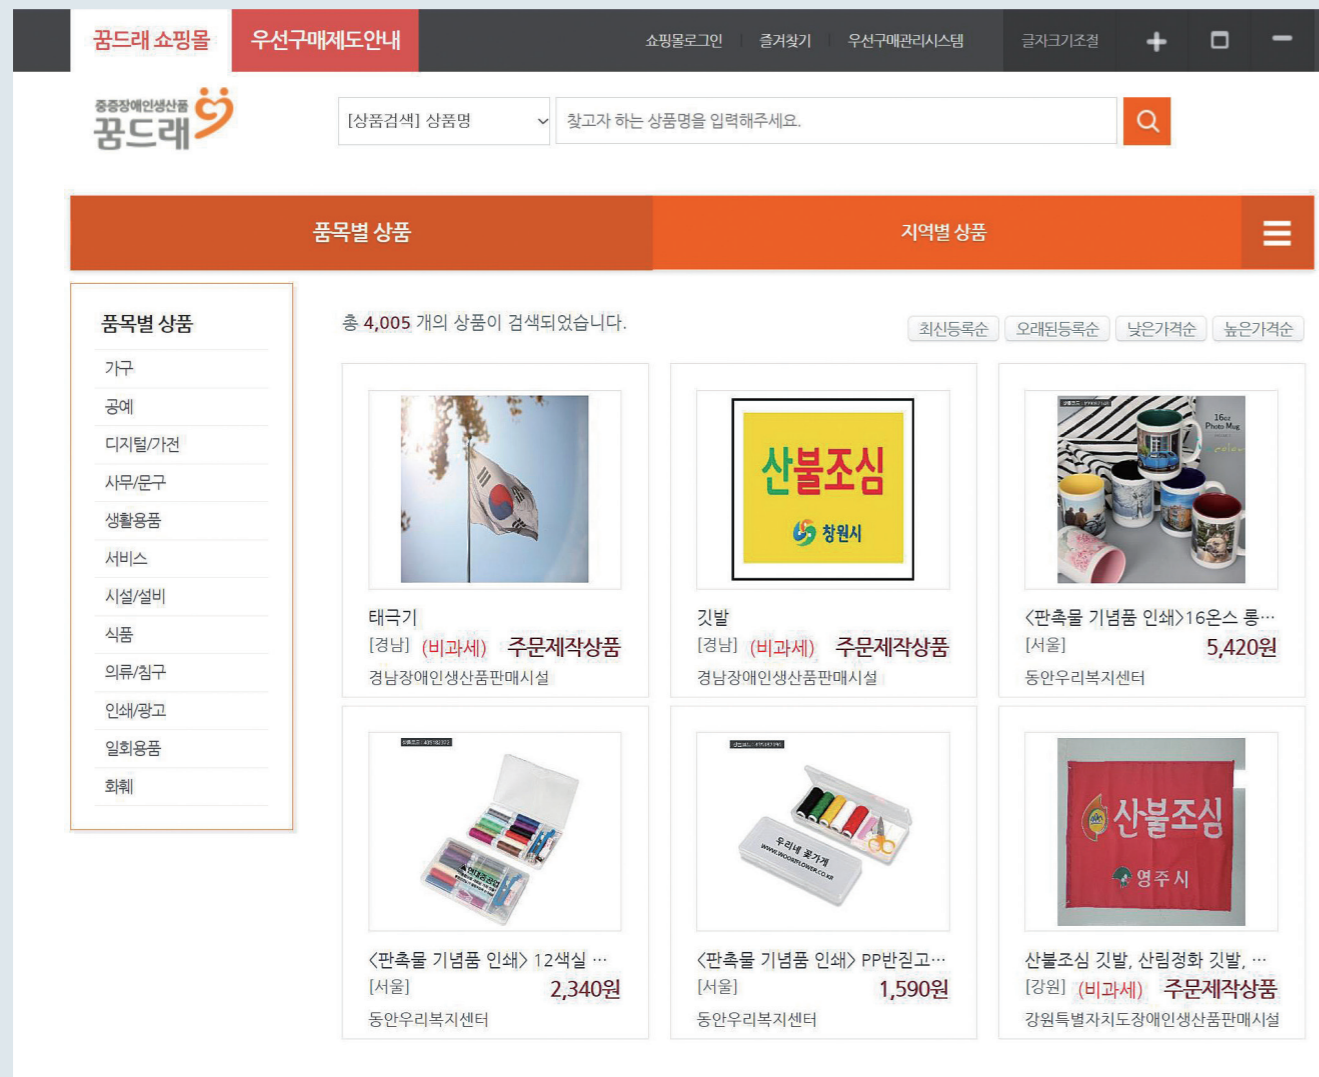 꿈드래 쇼핑몰 우선구매제도안내 쇼핑몰로그인 즐겨찾기 우선구매관리시스템 글자크기조절
중증장애인생산품
꿈드래
[상품검색] 상품명 찾고자 하는 상품명을 입력해주세요.
품목별 상품 지역별 상품
품목별 상품
가구
공예
디지털/가전
사무/문구
생활용품
서비스
시설/설비
식품
의류/침구
인쇄/광고
일회용품
화훼
총 4,005 개의 상품이 검색되었습니다.
최신등록순 오래된등록순 낮은가격순 높은가격순
태극기
[경남] (비과세) 주문제작상품
경남장애인생산품판매시설
산불조심
창원시
깃발
[경남] (비과세) 주문제작상품
경남장애인생산품판매시설
16oz
Photo Mug
〈판촉물 기념품 인쇄〉16온스 롱…
[서울] 5,420원
동안우리복지센터
〈판촉물 기념품 인쇄〉 12색실 …
[서울] 2,340원
동안우리복지센터
우리네 꽃가게
WWW.WOORIFLOWER.CO.KR
〈판촉물 기념품 인쇄〉 PP반짇고…
[서울] 1,590원
동안우리복지센터
산불조심
영주시
산불조심 깃발, 산림정화 깃발, …
[강원] (비과세) 주문제작상품
강원특별자치도장애인생산품판매시설